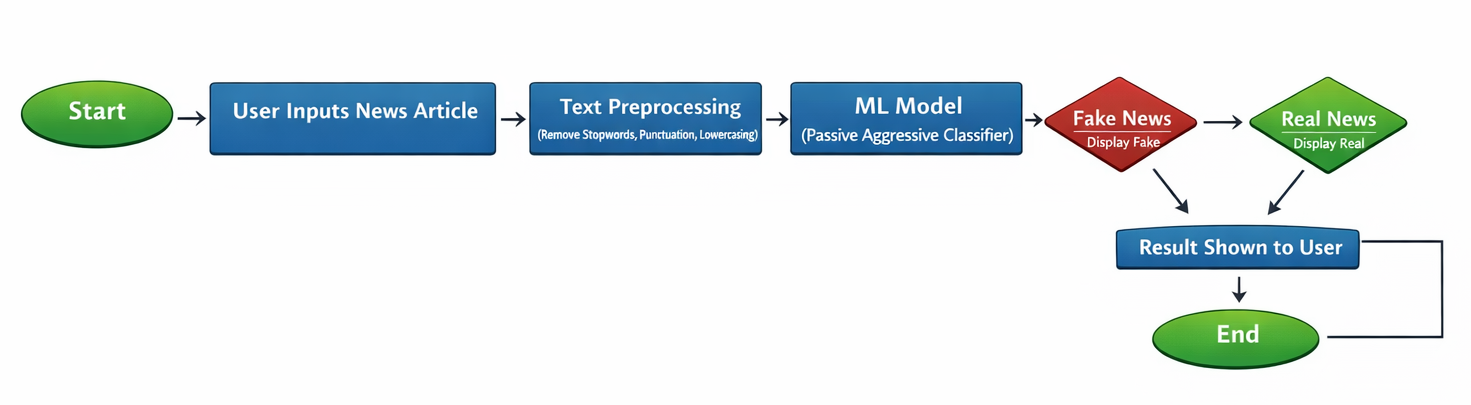 Start
User Inputs News Article
Text Preprocessing
(Remove Stopwords, Punctuation, Lowercasing)
ML Model
(Passive Aggressive Classifier)
Fake News
Display Fake
Real News
Display Real
Result Shown to User
End